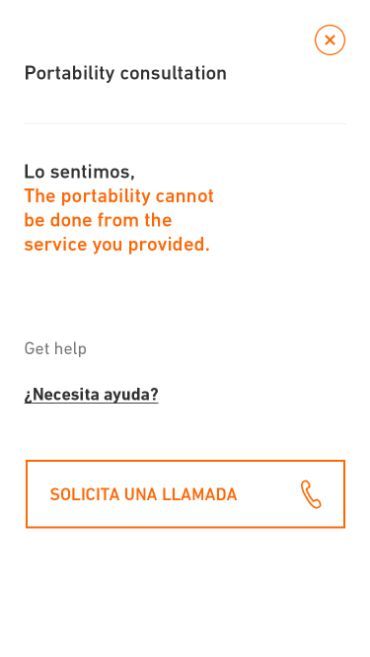 Portability consultation
Lo sentimos,
The portability cannot
be done from the
service you provided.
Get help
¿Necesita ayuda?
SOLICITA UNA LLAMADA